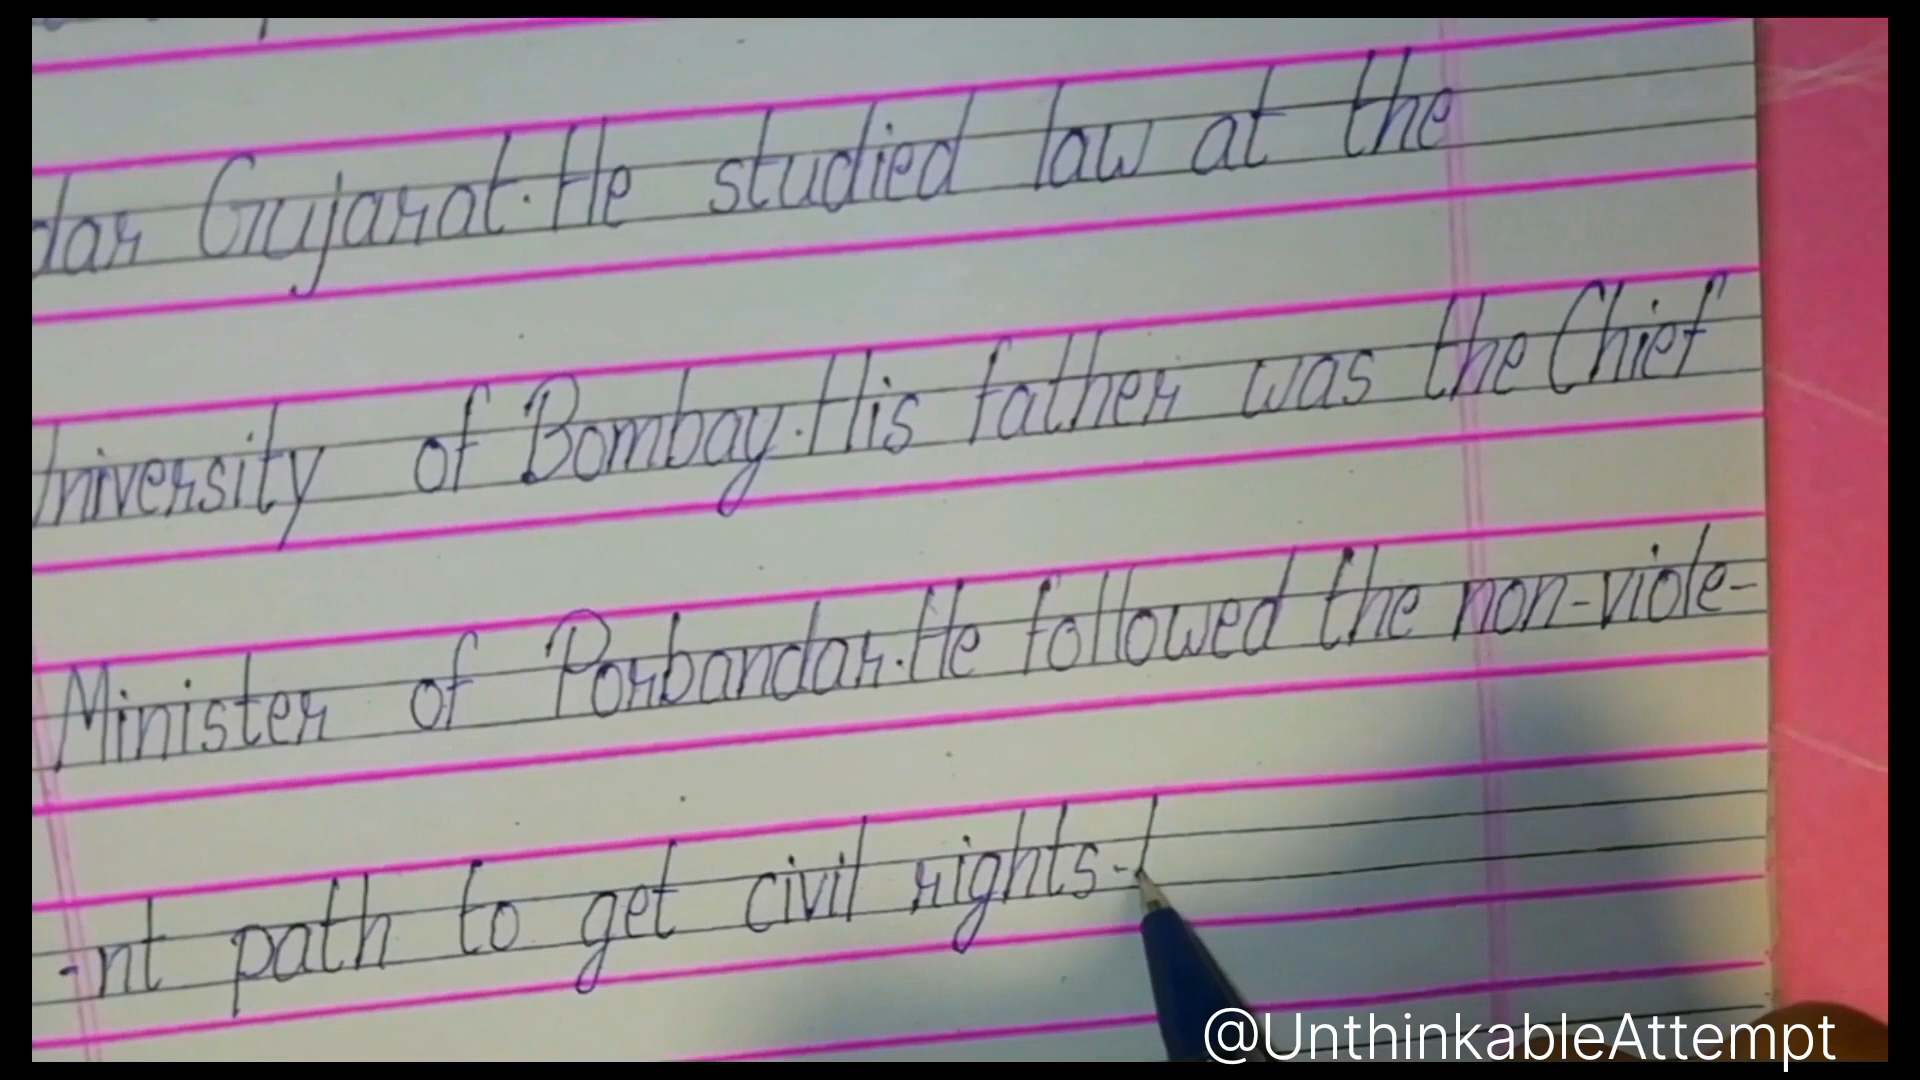 dar Gujarat. He studied law at the
University of Bombay. His father was the Chief
Minister of Porbandar. He followed the non-viole-
-nt path to get civil rights.
@UnthinkableAttempt